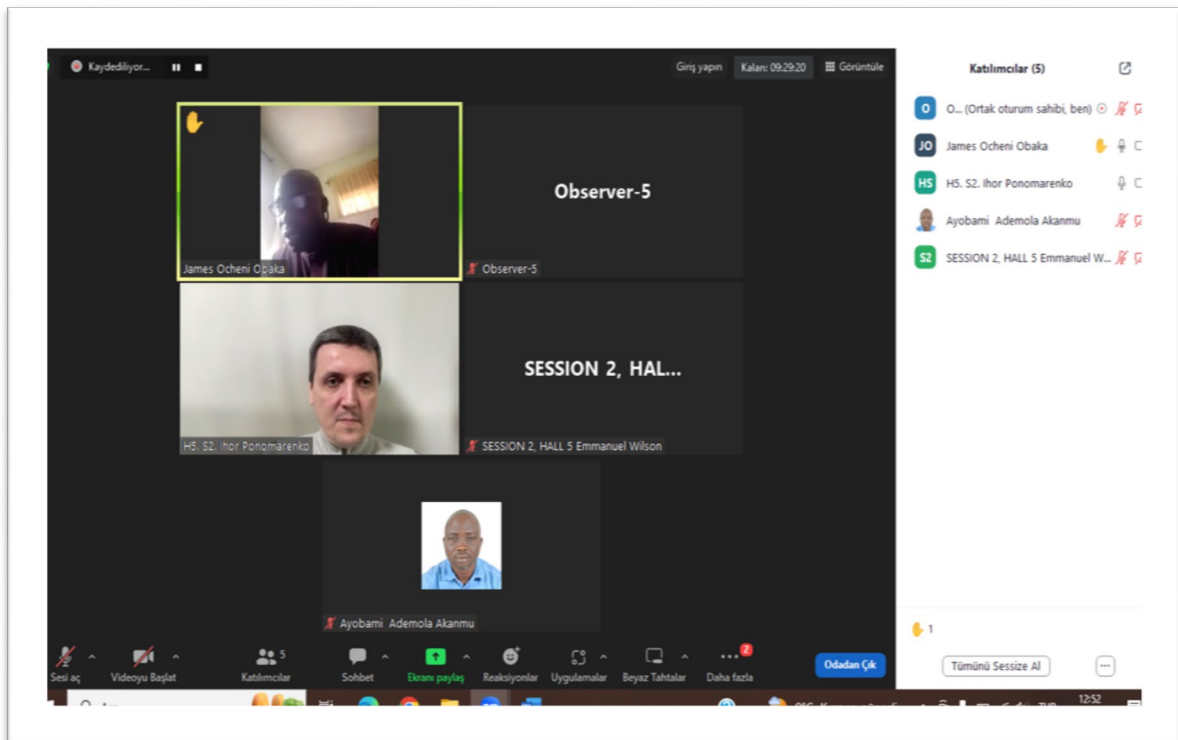 Kaydediliyor...
Giriş yapın
Kalan: 09:29:20
Görüntüle
James Ocheni Obaka
Observer-5
Observer-5
H5. S2. Ihor Ponomarenko
SESSION 2, HAL...
SESSION 2, HALL 5 Emmanuel Wilson
Ayobami Ademola Akanmu
Sesi aç
Videoyu Başlat
5
Katılımcılar
Sohbet
Ekranı paylaş
Reaksiyonlar
Uygulamalar
Beyaz Tahtalar
2
Daha fazla
Odadan Çık
Katılımcılar (5)
O O... (Ortak oturum sahibi, ben)
JO James Ocheni Obaka
HS H5. S2. Ihor Ponomarenko
Ayobami Ademola Akanmu
S2 SESSION 2, HALL 5 Emmanuel W...
1
Tümünü Sessize Al
12:52